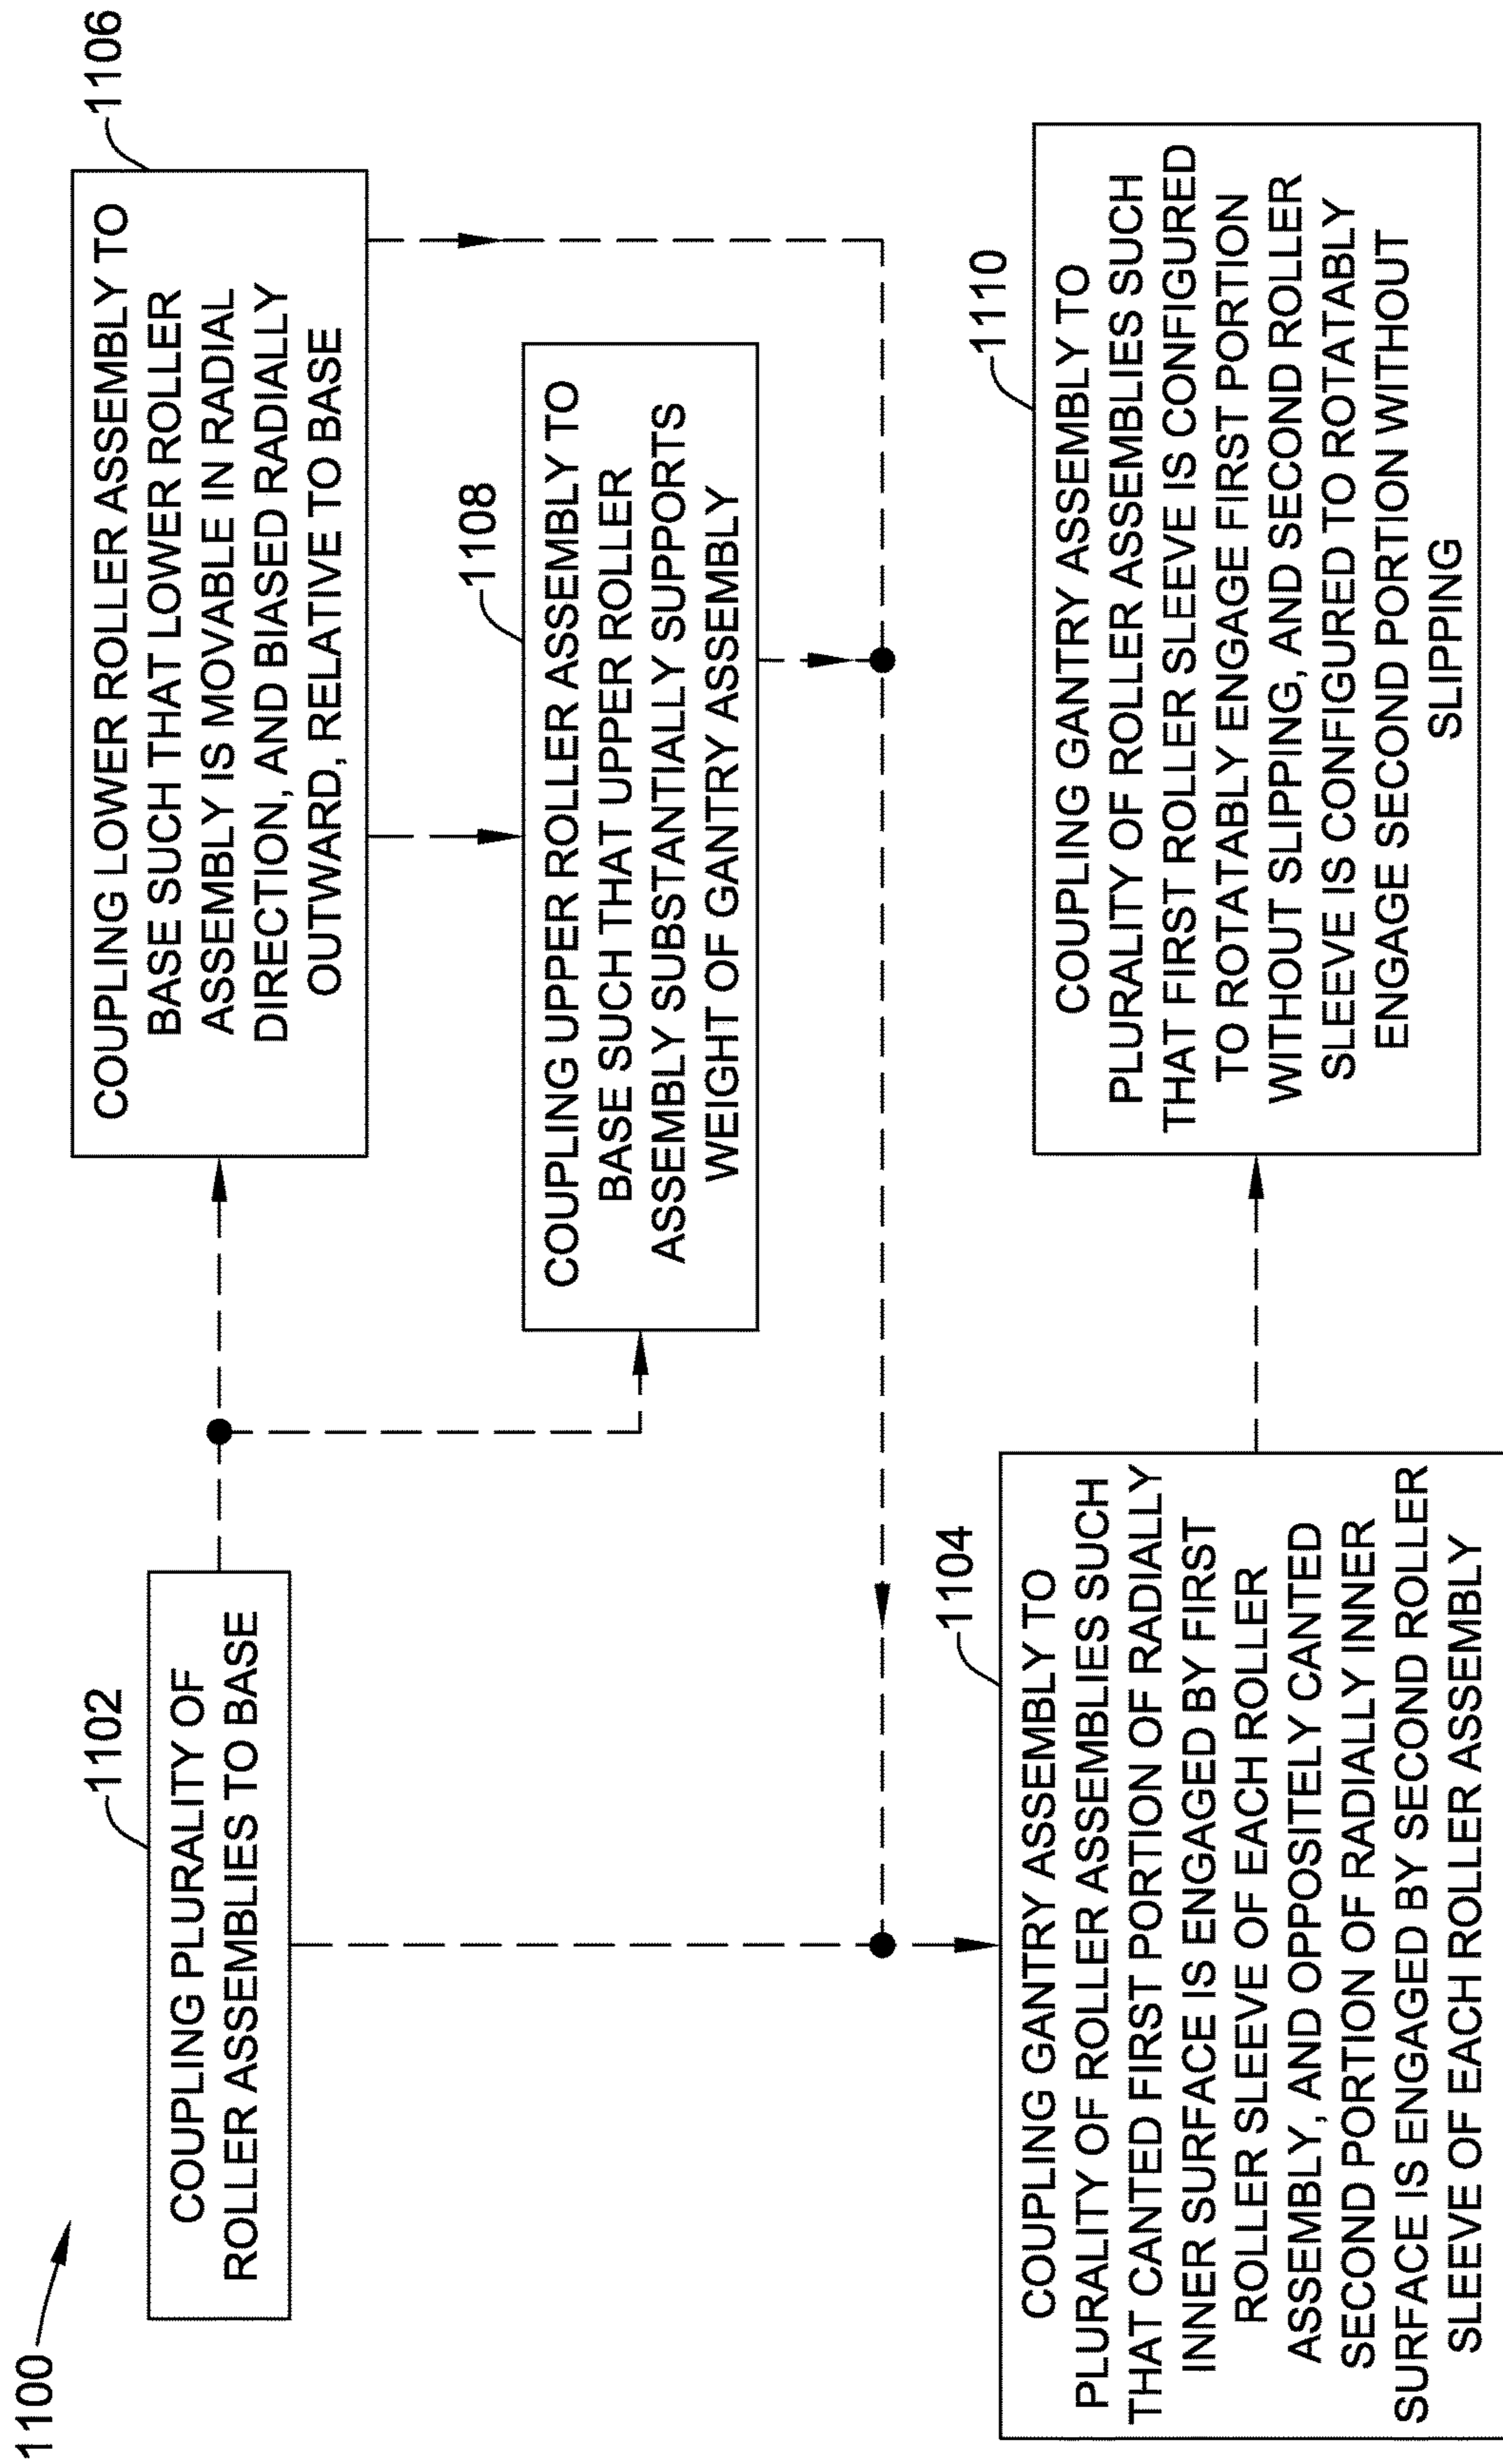 1100
1102
COUPLING PLURALITY OF
ROLLER ASSEMBLIES TO BASE
1106
COUPLING LOWER ROLLER ASSEMBLY TO
BASE SUCH THAT LOWER ROLLER
ASSEMBLY IS MOVABLE IN RADIAL
DIRECTION, AND BIASED RADIALLY
OUTWARD, RELATIVE TO BASE
1108
COUPLING UPPER ROLLER ASSEMBLY TO
BASE SUCH THAT UPPER ROLLER
ASSEMBLY SUBSTANTIALLY SUPPORTS
WEIGHT OF GANTRY ASSEMBLY
1104
COUPLING GANTRY ASSEMBLY TO
PLURALITY OF ROLLER ASSEMBLIES SUCH
THAT CANTED FIRST PORTION OF RADIALLY
INNER SURFACE IS ENGAGED BY FIRST
ROLLER SLEEVE OF EACH ROLLER
ASSEMBLY, AND OPPOSITELY CANTED
SECOND PORTION OF RADIALLY INNER
SURFACE IS ENGAGED BY SECOND ROLLER
SLEEVE OF EACH ROLLER ASSEMBLY
1110
COUPLING GANTRY ASSEMBLY TO
PLURALITY OF ROLLER ASSEMBLIES SUCH
THAT FIRST ROLLER SLEEVE IS CONFIGURED
TO ROTATABLY ENGAGE FIRST PORTION
WITHOUT SLIPPING, AND SECOND ROLLER
SLEEVE IS CONFIGURED TO ROTATABLY
ENGAGE SECOND PORTION WITHOUT
SLIPPING